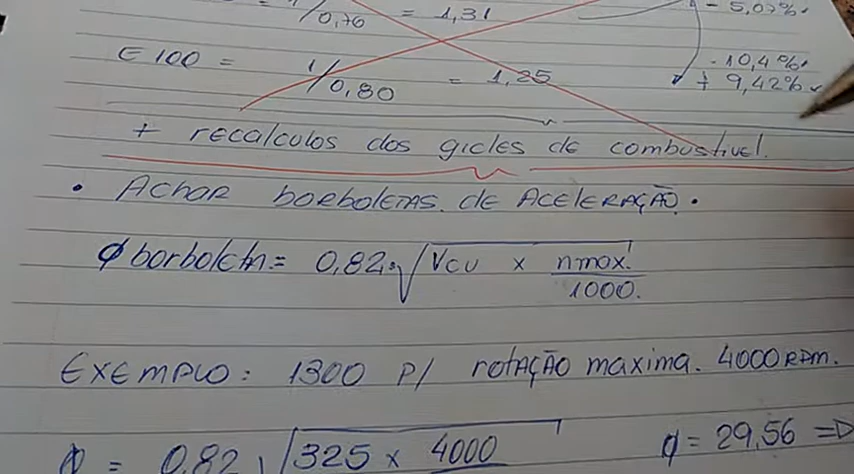 = 1/0,76 = 1,31 - 5,07%
E100 = 1/0,80 = 1,25 - 10,4%
+ 9,42%
+ recalculos dos gicles de combustivel.
• Achar borboletas de Aceleração.
Ø borboleta = 0,82 . √Vcu x nmax. / 1000.
Exemplo: 1300 p/ rotação maxima. 4000 RPM.
Ø = 0,82 . √325 x 4000 Ø = 29,56 =D